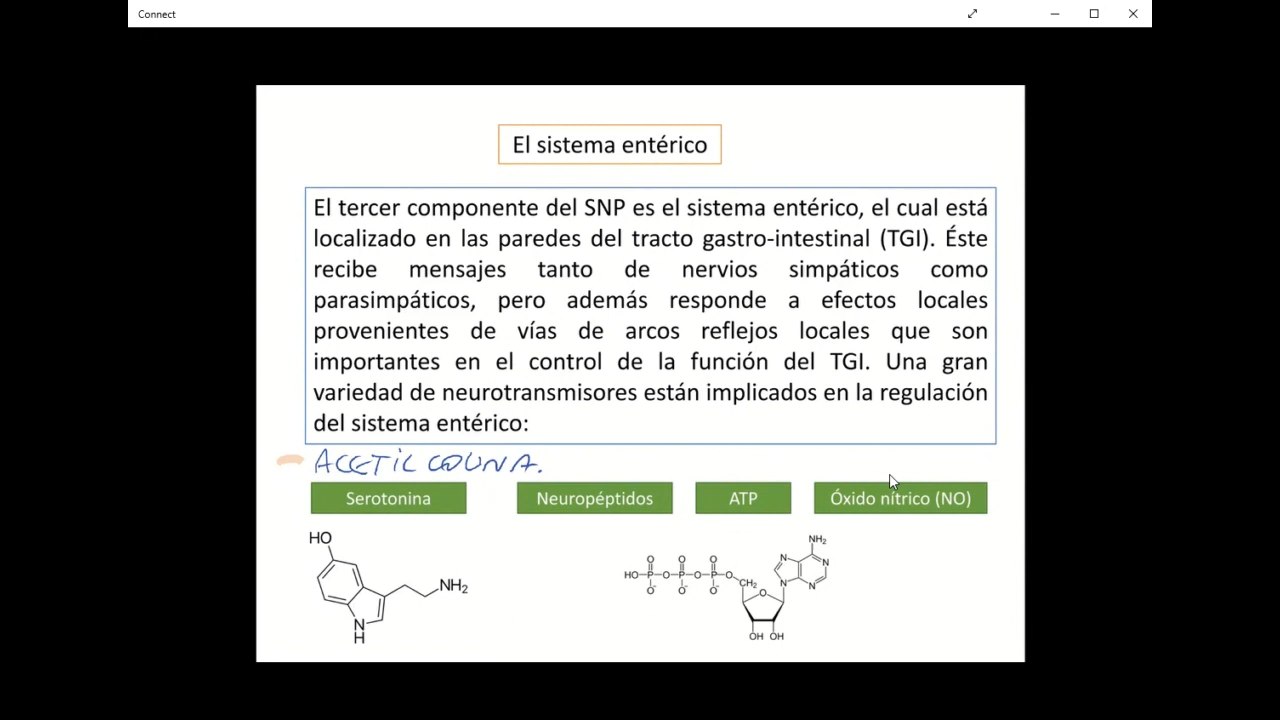 Connect
El sistema entérico
El tercer componente del SNP es el sistema entérico, el cual está
localizado en las paredes del tracto gastro-intestinal (TGI). Éste
recibe mensajes tanto de nervios simpáticos como
parasimpáticos, pero además responde a efectos locales
provenientes de vías de arcos reflejos locales que son
importantes en el control de la función del TGI. Una gran
variedad de neurotransmisores están implicados en la regulación
del sistema entérico:
ACETIL COLINA.
Serotonina Neuropéptidos ATP Óxido nítrico (NO)
HO
NH2
N
H
NH2
N N
N N
O O O
HO P O P O P O CH2
O- O- O-
O
OH OH